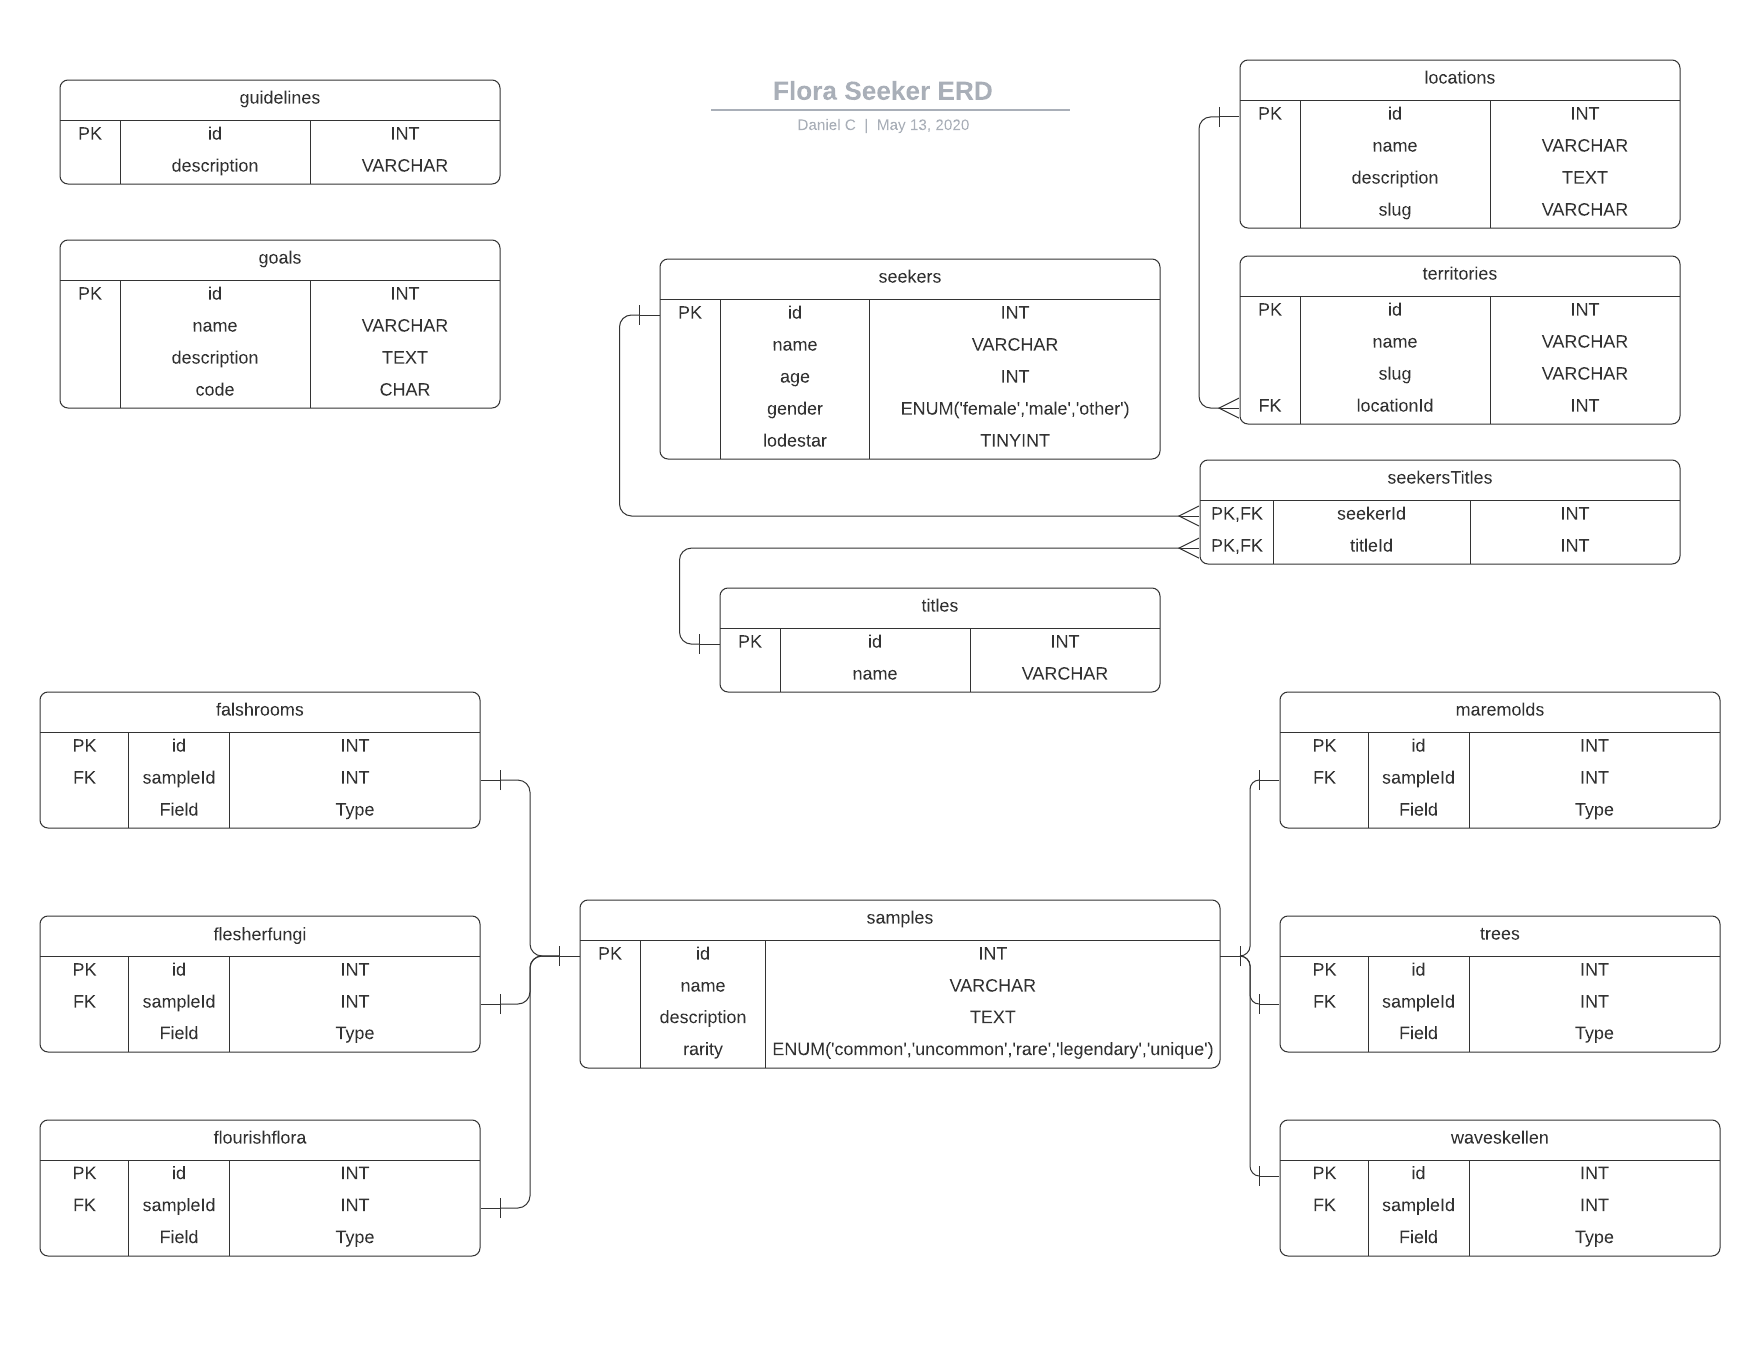 Flora Seeker ERD
Daniel C | May 13, 2020
guidelines
PK id INT
description VARCHAR
goals
PK id INT
name VARCHAR
description TEXT
code CHAR
seekers
PK id INT
name VARCHAR
age INT
gender ENUM('female','male','other')
lodestar TINYINT
locations
PK id INT
name VARCHAR
description TEXT
slug VARCHAR
territories
PK id INT
name VARCHAR
slug VARCHAR
FK locationId INT
seekersTitles
PK,FK seekerId INT
PK,FK titleId INT
titles
PK id INT
name VARCHAR
falshrooms
PK id INT
FK sampleId INT
Field Type
flesherfungi
PK id INT
FK sampleId INT
Field Type
flourishflora
PK id INT
FK sampleId INT
Field Type
samples
PK id INT
name VARCHAR
description TEXT
rarity ENUM('common','uncommon','rare','legendary','unique')
maremolds
PK id INT
FK sampleId INT
Field Type
trees
PK id INT
FK sampleId INT
Field Type
waveskellen
PK id INT
FK sampleId INT
Field Type